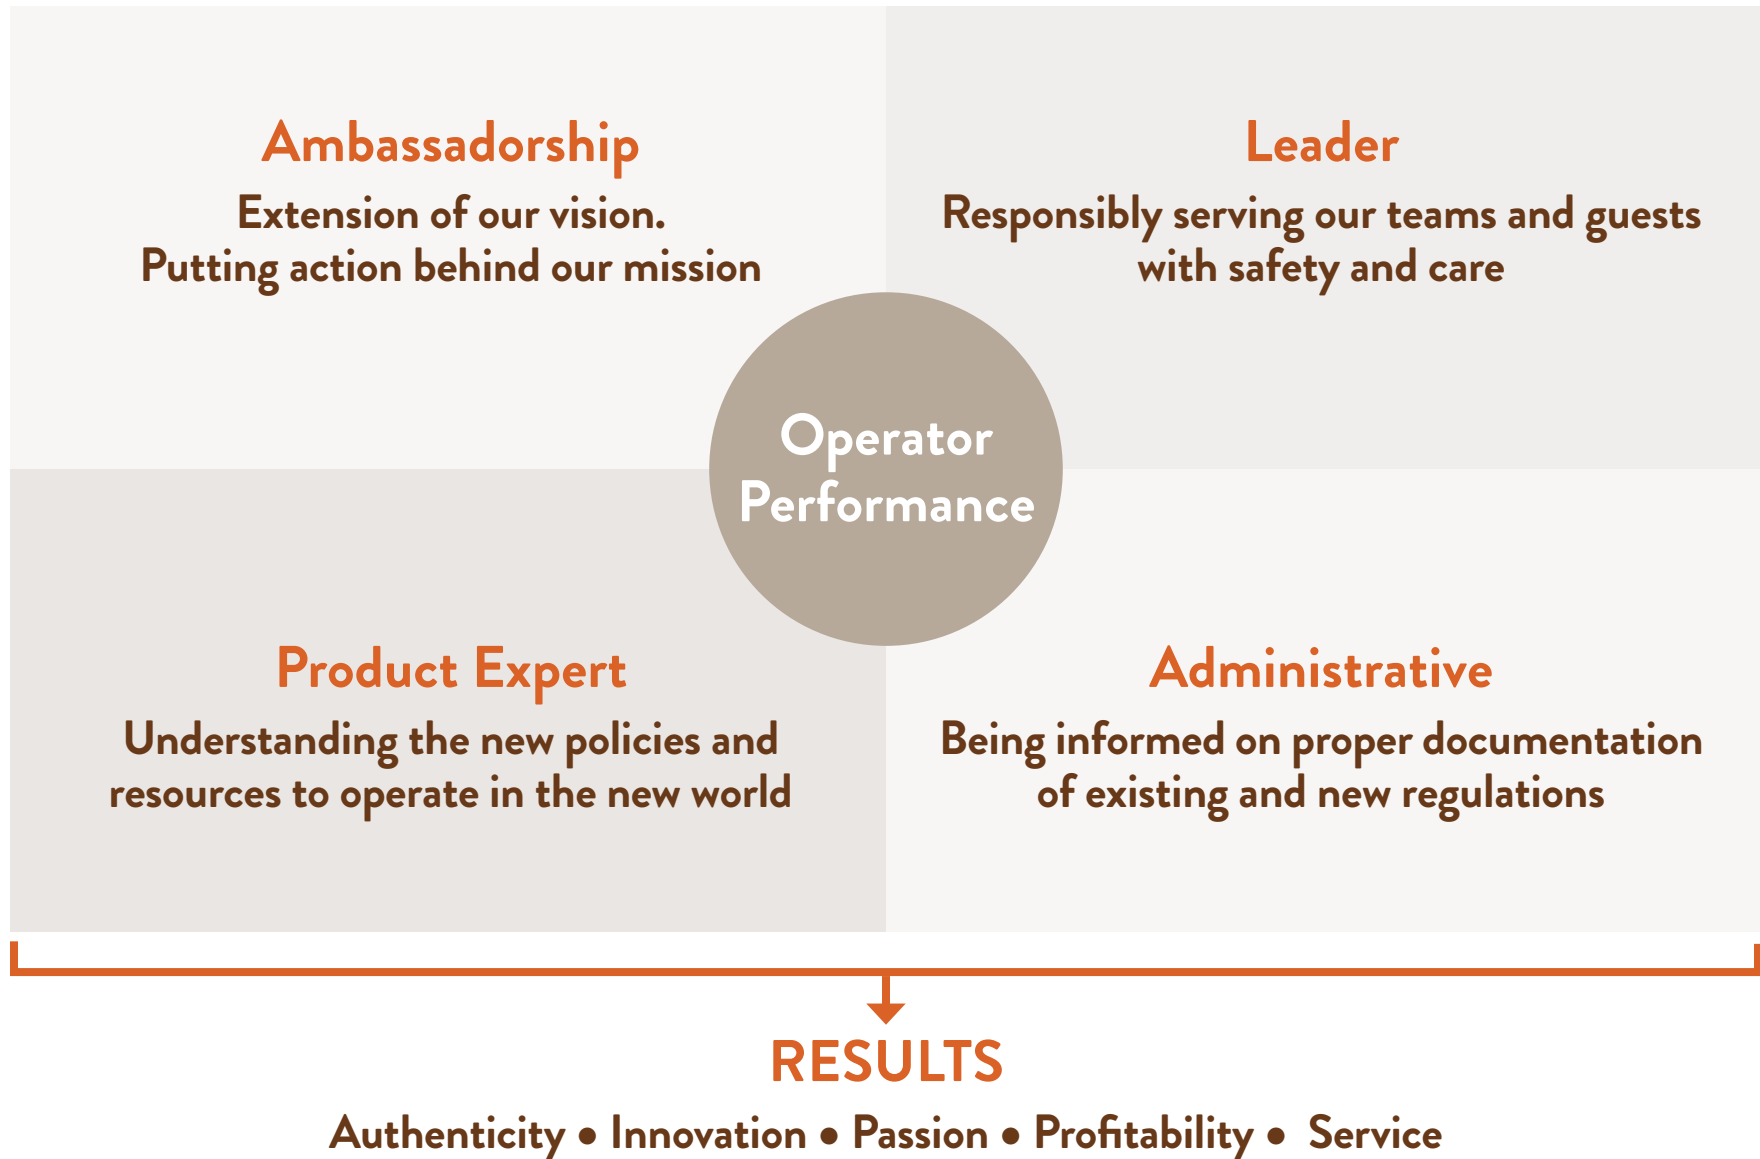 Ambassadorship
Extension of our vision.
Putting action behind our mission
Leader
Responsibly serving our teams and guests
with safety and care
Operator
Performance
Product Expert
Understanding the new policies and
resources to operate in the new world
Administrative
Being informed on proper documentation
of existing and new regulations
RESULTS
Authenticity ● Innovation ● Passion ● Profitability ● Service